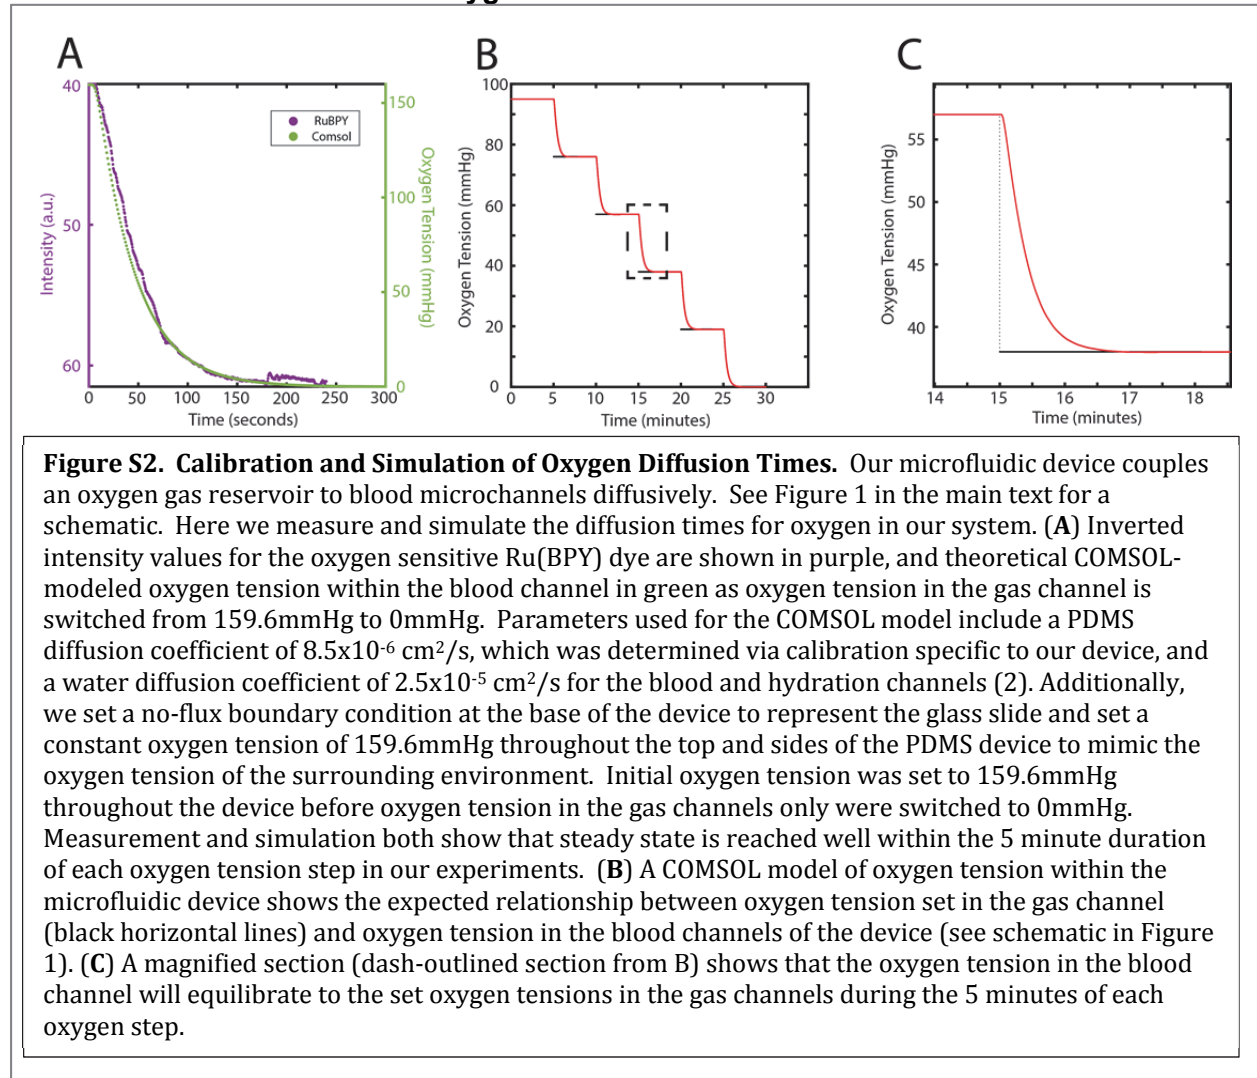 A
B
C
40
50
60
Intensity (a.u.)
RuBPY
Comsol
150
100
50
0
Oxygen Tension (mmHg)
0 50 100 150 200 250 300
Time (seconds)
100
80
60
40
20
0
Oxygen Tension (mmHg)
0 5 10 15 20 25 30
Time (minutes)
55
50
45
40
Oxygen Tension (mmHg)
14 15 16 17 18
Time (minutes)
Figure S2. Calibration and Simulation of Oxygen Diffusion Times. Our microfluidic device couples
an oxygen gas reservoir to blood microchannels diffusively. See Figure 1 in the main text for a
schematic. Here we measure and simulate the diffusion times for oxygen in our system. (A) Inverted
intensity values for the oxygen sensitive Ru(BPY) dye are shown in purple, and theoretical COMSOL-
modeled oxygen tension within the blood channel in green as oxygen tension in the gas channel is
switched from 159.6mmHg to 0mmHg. Parameters used for the COMSOL model include a PDMS
diffusion coefficient of 8.5x10⁻⁶ cm²/s, which was determined via calibration specific to our device, and
a water diffusion coefficient of 2.5x10⁻⁵ cm²/s for the blood and hydration channels (2). Additionally,
we set a no-flux boundary condition at the base of the device to represent the glass slide and set a
constant oxygen tension of 159.6mmHg throughout the top and sides of the PDMS device to mimic the
oxygen tension of the surrounding environment. Initial oxygen tension was set to 159.6mmHg
throughout the device before oxygen tension in the gas channels only were switched to 0mmHg.
Measurement and simulation both show that steady state is reached well within the 5 minute duration
of each oxygen tension step in our experiments. (B) A COMSOL model of oxygen tension within the
microfluidic device shows the expected relationship between oxygen tension set in the gas channel
(black horizontal lines) and oxygen tension in the blood channels of the device (see schematic in Figure
1). (C) A magnified section (dash-outlined section from B) shows that the oxygen tension in the blood
channel will equilibrate to the set oxygen tensions in the gas channels during the 5 minutes of each
oxygen step.